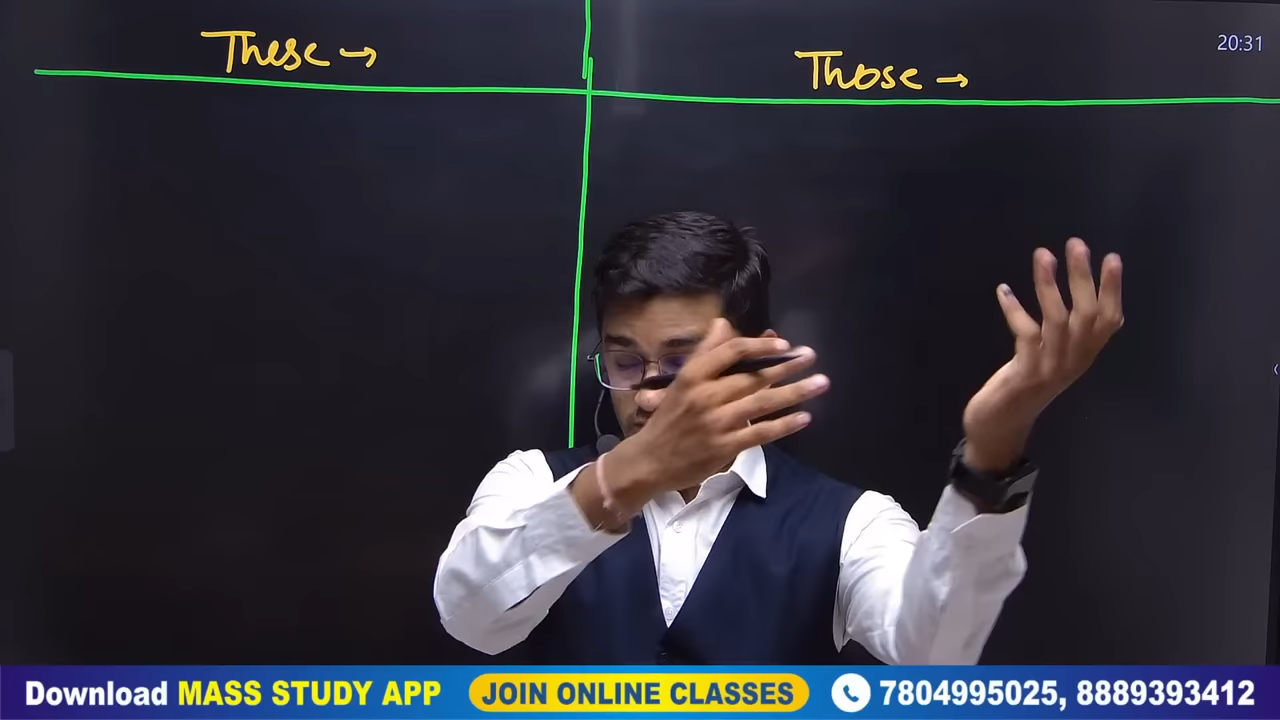 These →
Those →
20:31
Download MASS STUDY APP
JOIN ONLINE CLASSES
7804995025, 8889393412